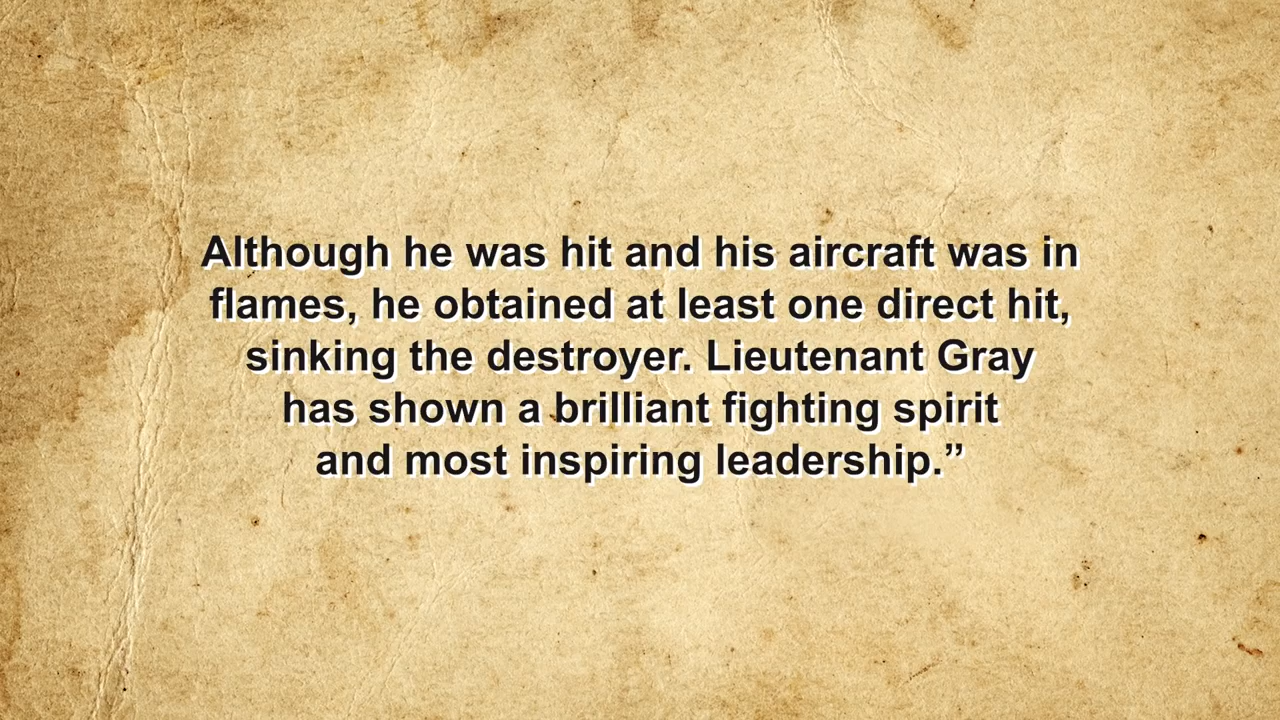 Although he was hit and his aircraft was in
flames, he obtained at least one direct hit,
sinking the destroyer. Lieutenant Gray
has shown a brilliant fighting spirit
and most inspiring leadership.”